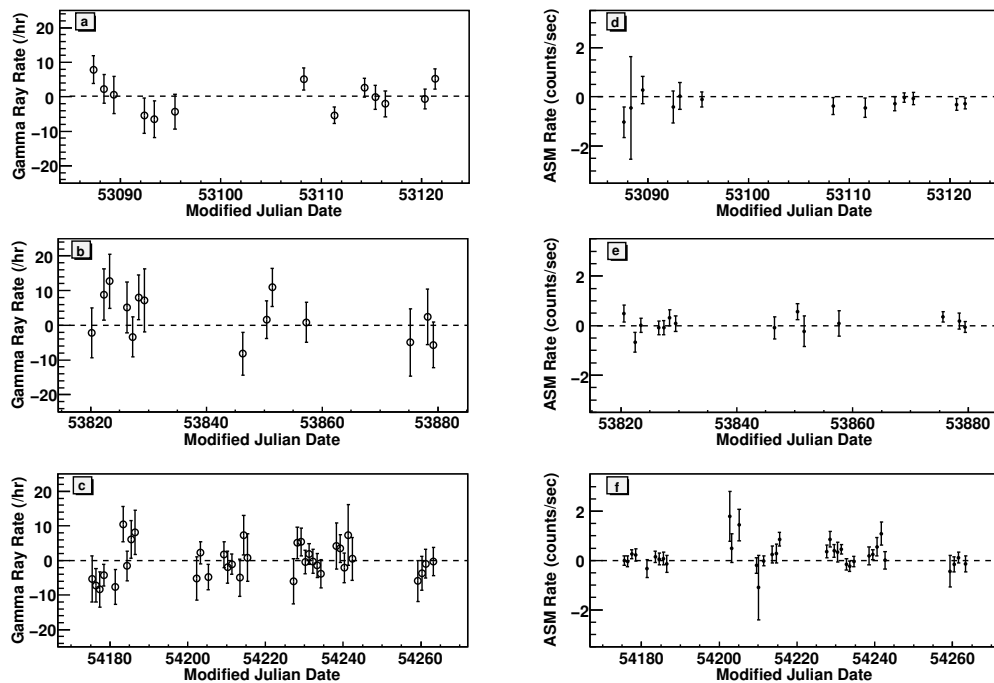 a
Gamma Ray Rate (/hr)
20
10
0
−10
−20
53090 53100 53110 53120
Modified Julian Date
d
ASM Rate (counts/sec)
2
0
−2
53090 53100 53110 53120
Modified Julian Date
b
Gamma Ray Rate (/hr)
20
10
0
−10
−20
53820 53840 53860 53880
Modified Julian Date
e
ASM Rate (counts/sec)
2
0
−2
53820 53840 53860 53880
Modified Julian Date
c
Gamma Ray Rate (/hr)
20
10
0
−10
−20
54180 54200 54220 54240 54260
Modified Julian Date
f
ASM Rate (counts/sec)
2
0
−2
54180 54200 54220 54240 54260
Modified Julian Date